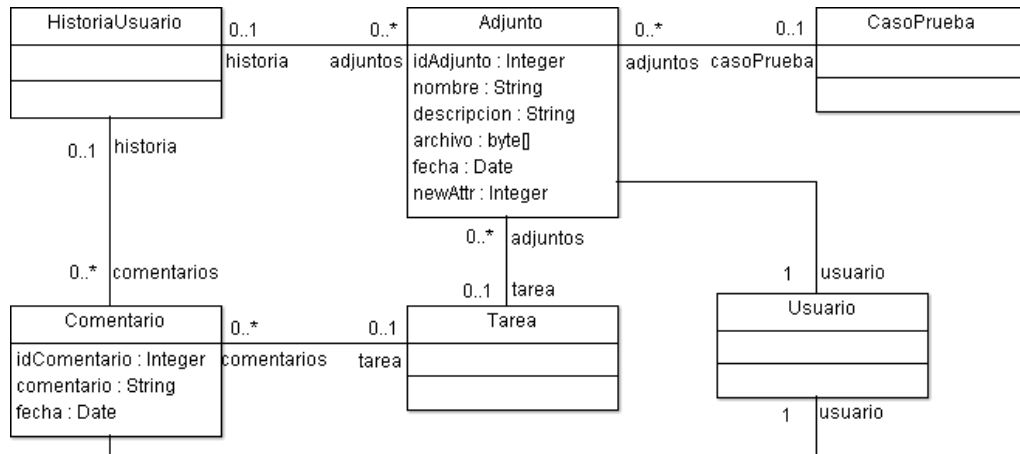 HistoriaUsuario
0..1
historia
0..*
adjuntos
Adjunto
idAdjunto : Integer
nombre : String
descripcion : String
archivo : byte[]
fecha : Date
newAttr : Integer
0..*
adjuntos
0..1
casoPrueba
CasoPrueba
0..1
historia
0..*
comentarios
0..*
adjuntos
0..1
tarea
1
usuario
Comentario
idComentario : Integer
comentario : String
fecha : Date
0..*
comentarios
0..1
tarea
Tarea
Usuario
1
usuario